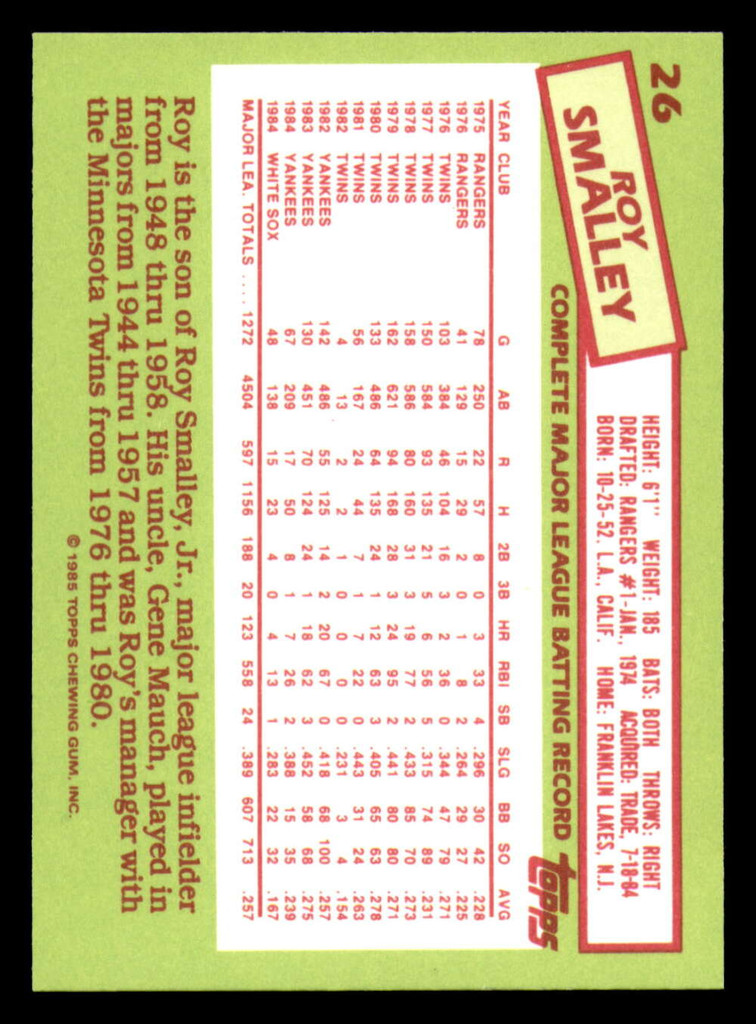 26
ROY
SMALLEY
HEIGHT: 6'1" WEIGHT: 185 BATS: BOTH THROWS: RIGHT
DRAFTED: RANGERS #1-JAN., 1974 ACQUIRED: TRADE, 7-18-84
BORN: 10-25-52, L.A., CALIF. HOME: FRANKLIN LAKES, N.J.
COMPLETE MAJOR LEAGUE BATTING RECORD topps
YEAR CLUB G AB R H 2B 3B HR RBI SB SLG BB SO AVG
1975 RANGERS 78 250 22 57 8 0 3 33 4 .296 30 42 .228
1976 RANGERS 41 129 15 29 2 0 1 8 2 .264 29 27 .225
1976 TWINS 103 384 46 104 16 3 2 36 0 .344 47 79 .271
1977 TWINS 150 584 93 135 21 5 6 56 5 .315 74 89 .231
1978 TWINS 158 586 80 160 31 3 19 77 2 .433 85 70 .273
1979 TWINS 162 621 94 168 28 3 24 95 2 .441 80 80 .271
1980 TWINS 133 486 64 135 24 1 12 63 3 .405 65 63 .278
1981 TWINS 56 167 24 44 7 1 7 22 0 .443 31 24 .263
1982 TWINS 4 13 2 2 1 0 0 0 0 .231 3 4 .154
1982 YANKEES 142 486 55 125 14 2 20 67 0 .418 68 100 .257
1983 YANKEES 130 451 70 124 24 1 18 62 3 .452 58 68 .275
1984 YANKEES 67 209 17 50 8 1 7 26 2 .388 15 35 .239
1984 WHITE SOX 48 138 15 23 4 0 4 13 1 .283 22 32 .167
MAJOR LEA. TOTALS .... 1272 4504 597 1156 188 20 123 558 24 .389 607 713 .257
Roy is the son of Roy Smalley, Jr., major league infielder
from 1948 thru 1958. His uncle, Gene Mauch, played in
majors from 1944 thru 1957 and was Roy's manager with
the Minnesota Twins from 1976 thru 1980.
© 1985 TOPPS CHEWING GUM, INC.